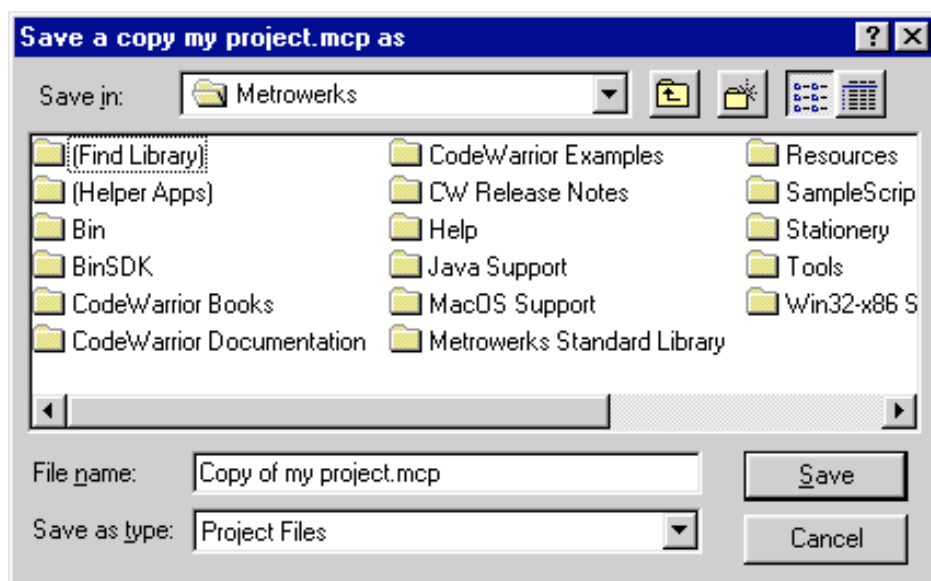 Save a copy my project.mcp as
Save in: Metrowerks
(Find Library) CodeWarrior Examples Resources
(Helper Apps) CW Release Notes SampleScrip
Bin Help Stationery
BinSDK Java Support Tools
CodeWarrior Books MacOS Support Win32-x86 S
CodeWarrior Documentation Metrowerks Standard Library
File name: Copy of my project.mcp Save
Save as type: Project Files Cancel